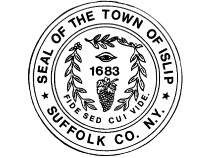 SEAL OF THE TOWN OF ISLIP
1683
FIDE SED CUI VIDE
★ SUFFOLK CO. N.Y. ★